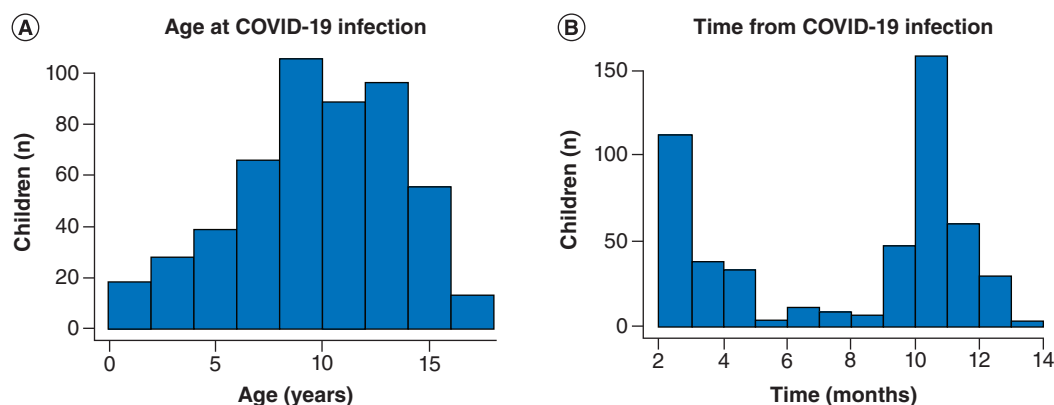 A Age at COVID-19 infection
100
80
60
40
20
0
Children (n)
0 5 10 15
Age (years)
B Time from COVID-19 infection
150
100
50
0
Children (n)
2 4 6 8 10 12 14
Time (months)